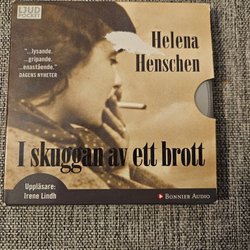 LJUD
POCKET
"...lysande.
...gripande.
...enastående."
DAGENS NYHETER
Helena
Henschen
I skuggan av ett brott
Uppläsare:
Irene Lindh
BONNIER AUDIO